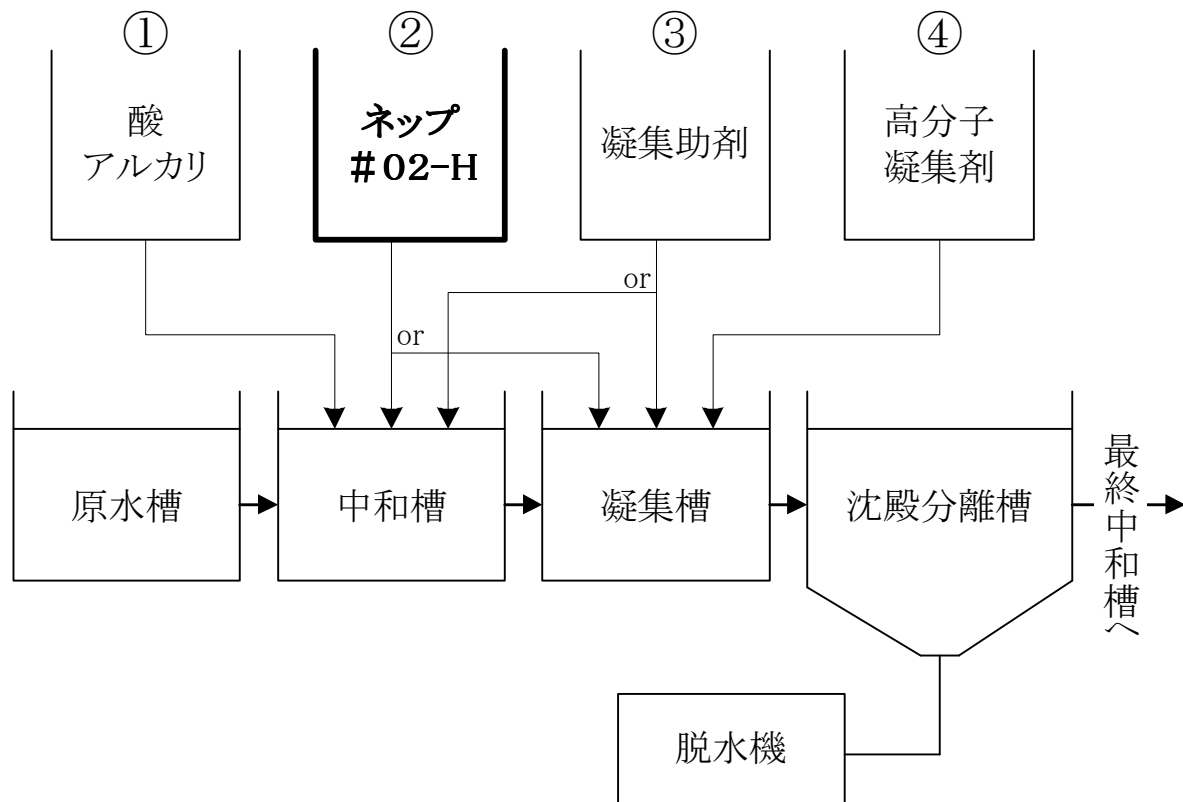 ①
②
③
④
酸
アルカリ
ネップ
#02-H
凝集助剤
高分子
凝集剤
or
or
原水槽
中和槽
凝集槽
沈殿分離槽
最終中和槽へ
脱水機